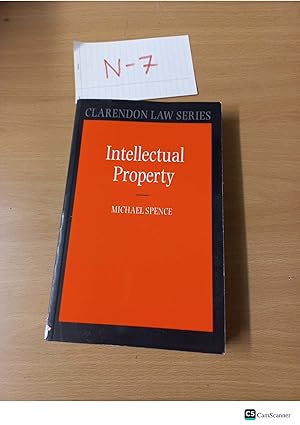 N-7
CLARENDON LAW SERIES
Intellectual
Property
MICHAEL SPENCE
CS CamScanner